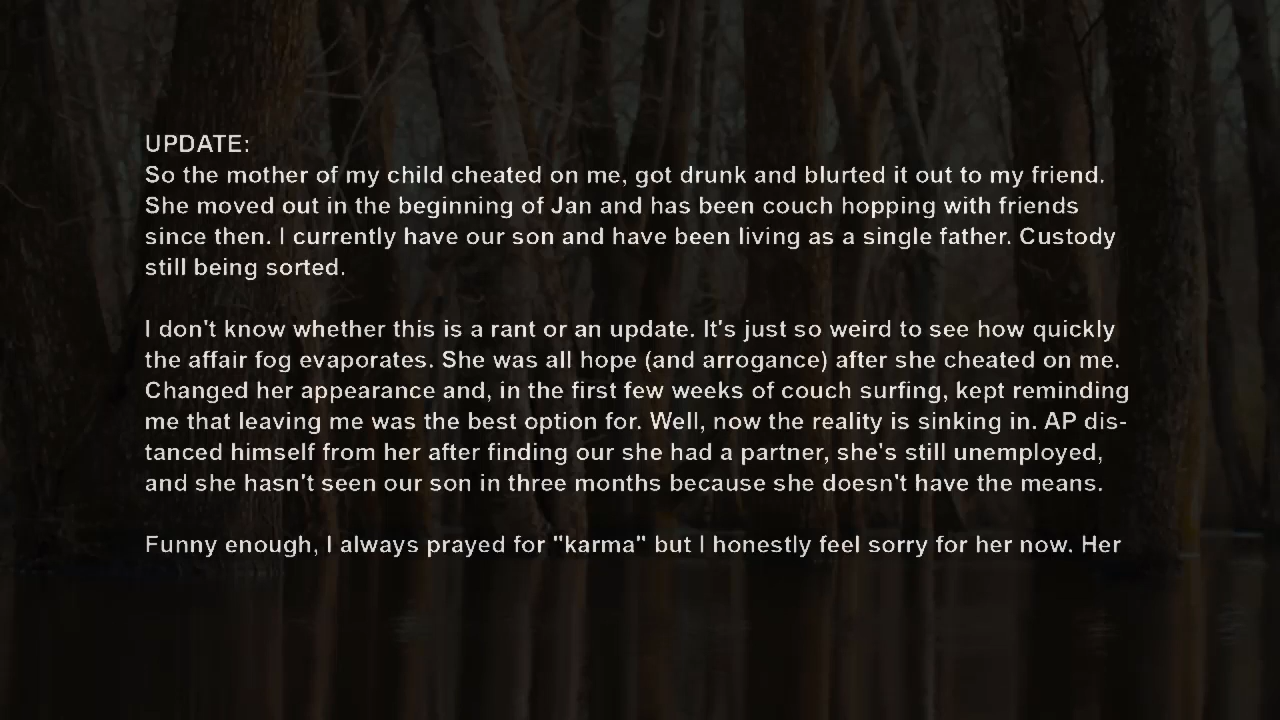 UPDATE:
So the mother of my child cheated on me, got drunk and blurted it out to my friend.
She moved out in the beginning of Jan and has been couch hopping with friends
since then. I currently have our son and have been living as a single father. Custody
still being sorted.
I don't know whether this is a rant or an update. It's just so weird to see how quickly
the affair fog evaporates. She was all hope (and arrogance) after she cheated on me.
Changed her appearance and, in the first few weeks of couch surfing, kept reminding
me that leaving me was the best option for. Well, now the reality is sinking in. AP dis-
tanced himself from her after finding our she had a partner, she's still unemployed,
and she hasn't seen our son in three months because she doesn't have the means.
Funny enough, I always prayed for "karma" but I honestly feel sorry for her now. Her